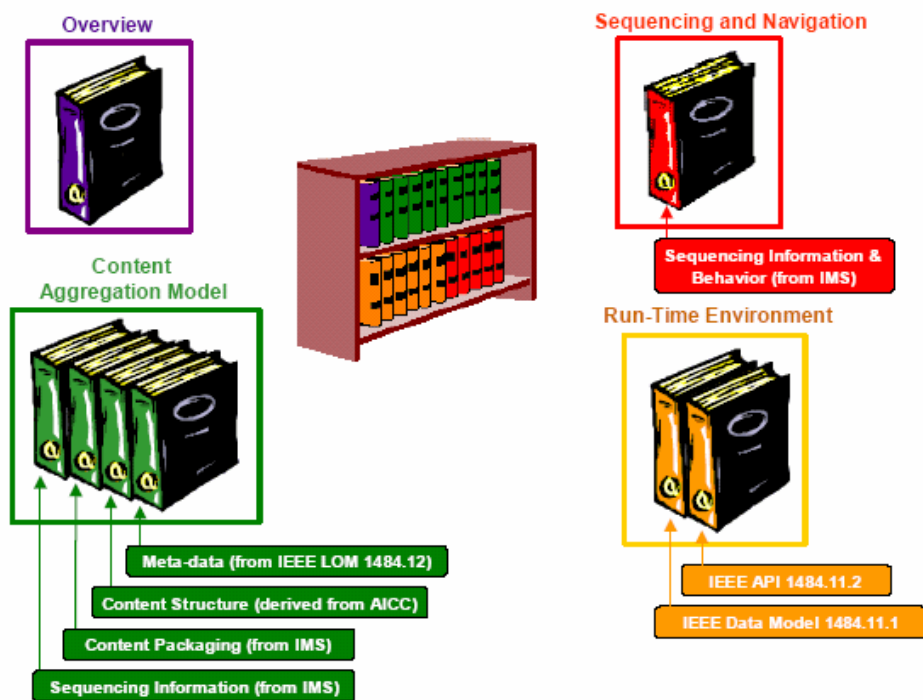 Overview
Sequencing and Navigation
Sequencing Information &
Behavior (from IMS)
Content
Aggregation Model
Run-Time Environment
Meta-data (from IEEE LOM 1484.12)
Content Structure (derived from AICC)
Content Packaging (from IMS)
Sequencing Information (from IMS)
IEEE API 1484.11.2
IEEE Data Model 1484.11.1